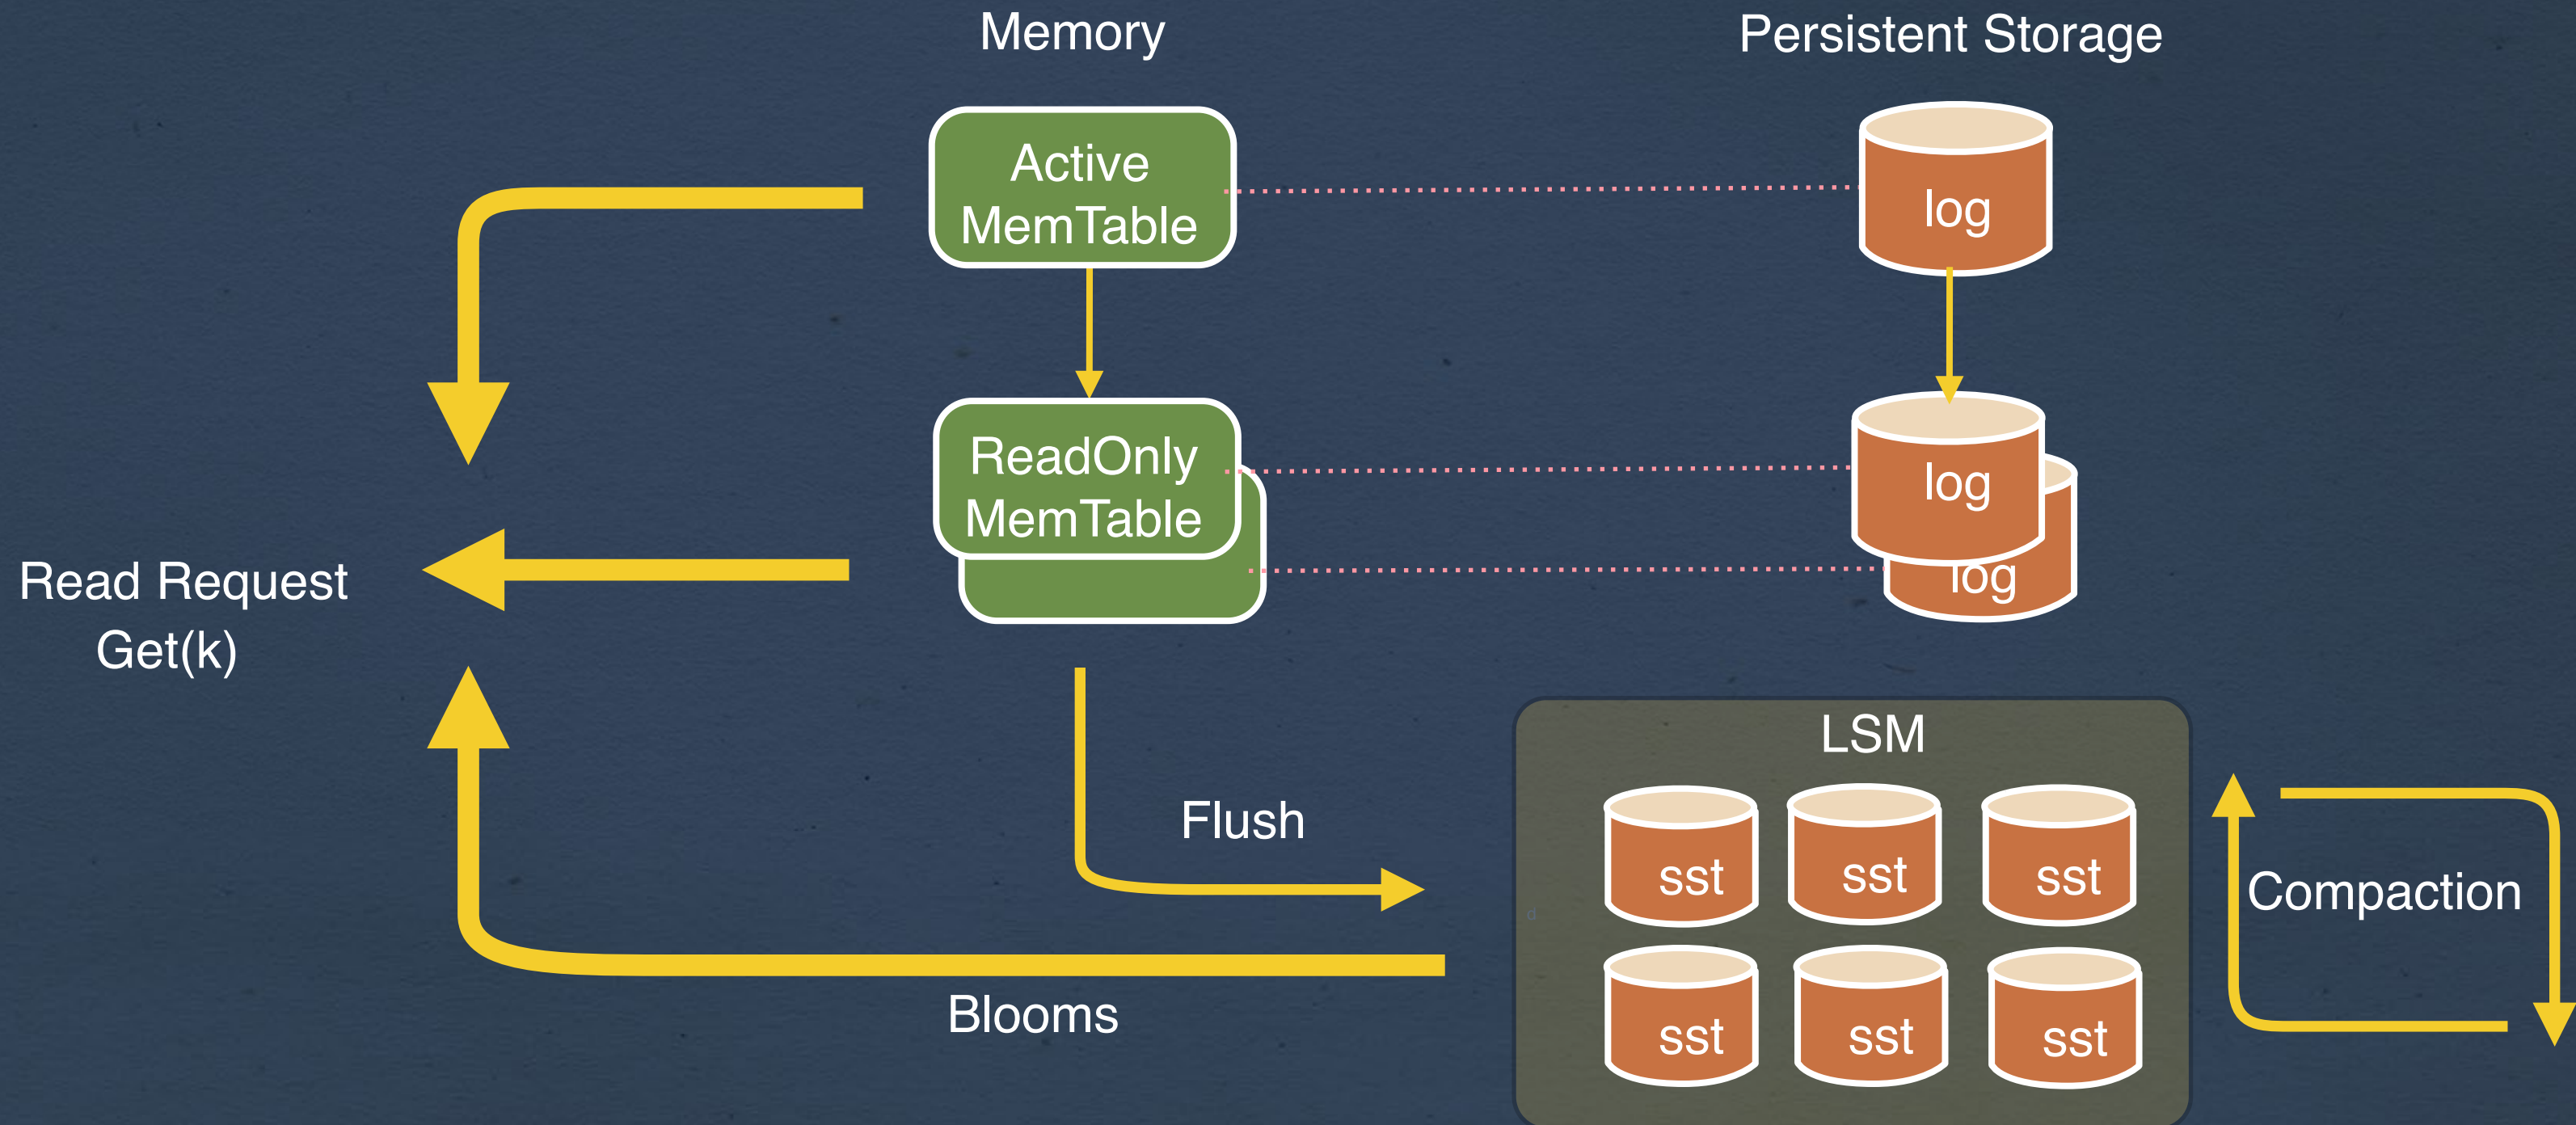 Memory
Persistent Storage
Active
MemTable
log
ReadOnly
MemTable
log
log
Read Request
Get(k)
LSM
Flush
sst
sst
sst
Compaction
d
Blooms
sst
sst
sst